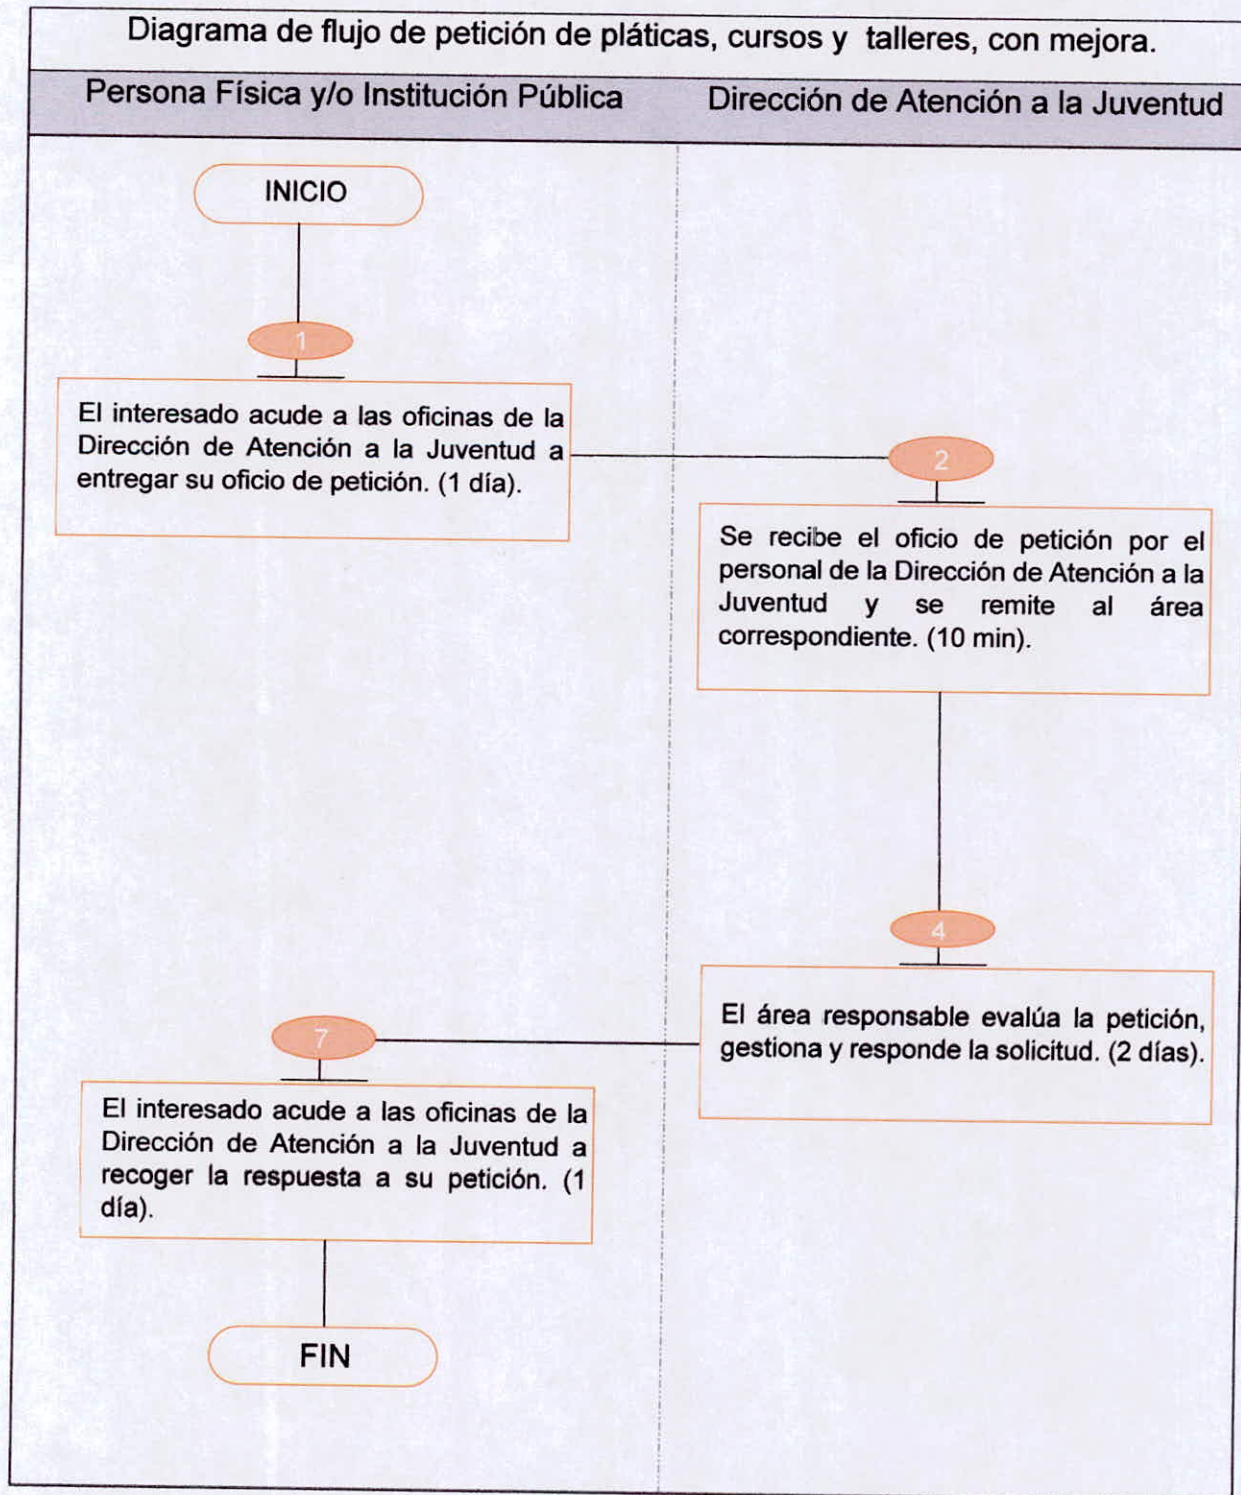 Diagrama de flujo de petición de pláticas, cursos y talleres, con mejora.
Persona Física y/o Institución Pública
Dirección de Atención a la Juventud
INICIO
1
El interesado acude a las oficinas de la
Dirección de Atención a la Juventud a
entregar su oficio de petición. (1 día).
2
Se recibe el oficio de petición por el
personal de la Dirección de Atención a la
Juventud y se remite al área
correspondiente. (10 min).
4
El área responsable evalúa la petición,
gestiona y responde la solicitud. (2 días).
7
El interesado acude a las oficinas de la
Dirección de Atención a la Juventud a
recoger la respuesta a su petición. (1
día).
FIN